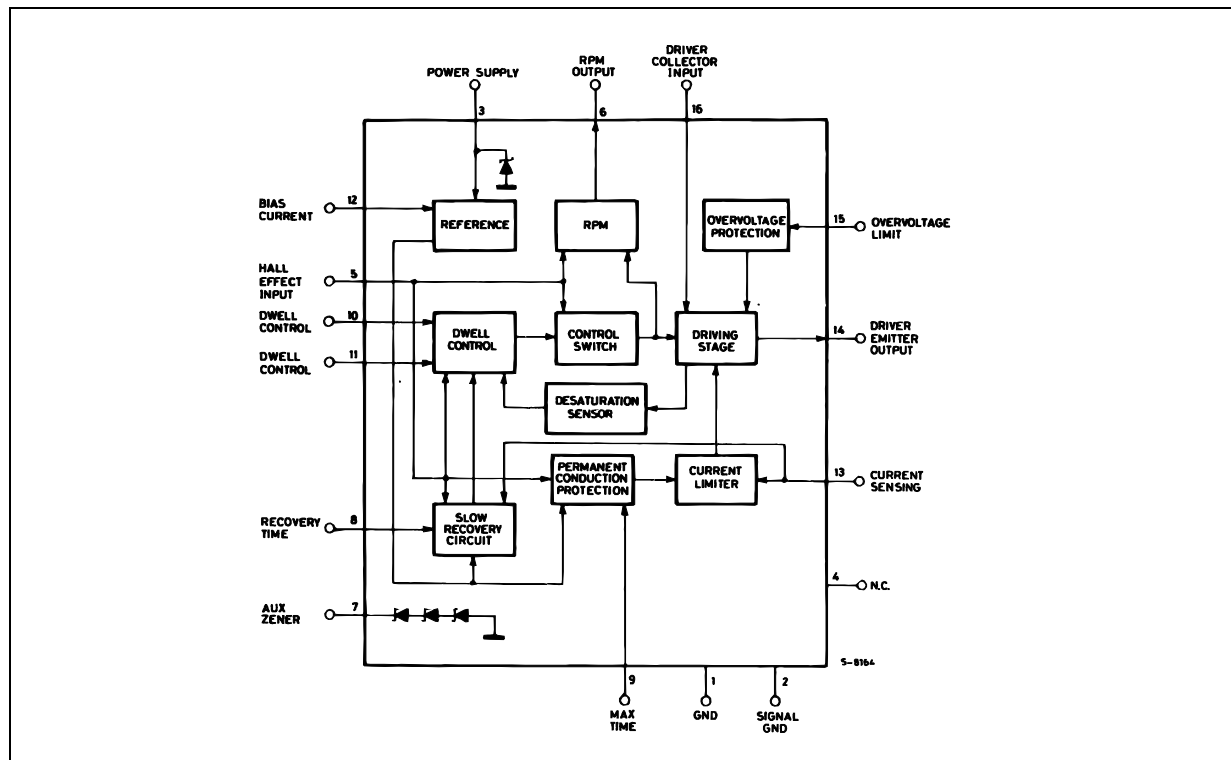 POWER SUPPLY
RPM
OUTPUT
DRIVER
COLLECTOR
INPUT
3
6
16
BIAS
CURRENT
12
REFERENCE
RPM
OVERVOLTAGE
PROTECTION
15
OVERVOLTAGE
LIMIT
HALL
EFFECT
INPUT
5
DWELL
CONTROL
10
DWELL
CONTROL
CONTROL
SWITCH
DRIVING
STAGE
14
DRIVER
EMITTER
OUTPUT
DWELL
CONTROL
11
DESATURATION
SENSOR
PERMANENT
CONDUCTION
PROTECTION
CURRENT
LIMITER
13
CURRENT
SENSING
RECOVERY
TIME
8
SLOW
RECOVERY
CIRCUIT
4
N.C.
AUX
ZENER
7
S-8164
9
1
2
MAX
TIME
GND
SIGNAL
GND